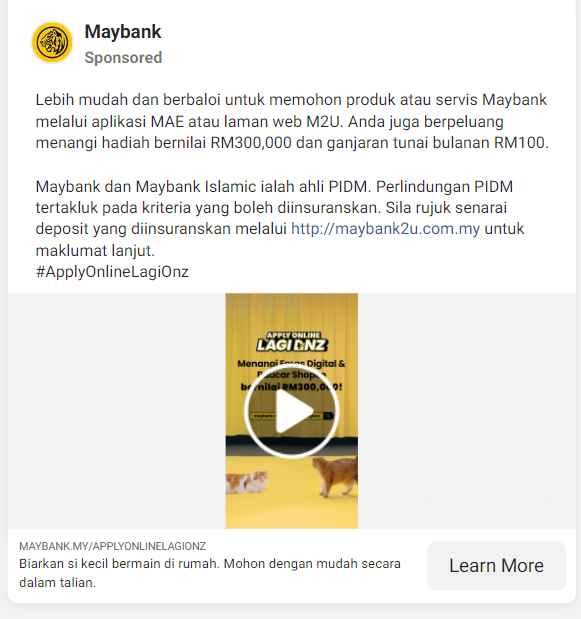 Maybank
Sponsored
Lebih mudah dan berbaloi untuk memohon produk atau servis Maybank
melalui aplikasi MAE atau laman web M2U. Anda juga berpeluang
menangi hadiah bernilai RM300,000 dan ganjaran tunai bulanan RM100.
Maybank dan Maybank Islamic ialah ahli PIDM. Perlindungan PIDM
tertakluk pada kriteria yang boleh diinsuranskan. Sila rujuk senarai
deposit yang diinsuranskan melalui http://maybank2u.com.my untuk
maklumat lanjut.
#ApplyOnlineLagiOnz
APPLY ONLINE
LAGI ONZ
Menangi Emas Digital &
Baucar Shopee
bernilai RM300,000!
MAYBANK.MY/APPLYONLINELAGIONZ
Biarkan si kecil bermain di rumah. Mohon dengan mudah secara
dalam talian.
Learn More